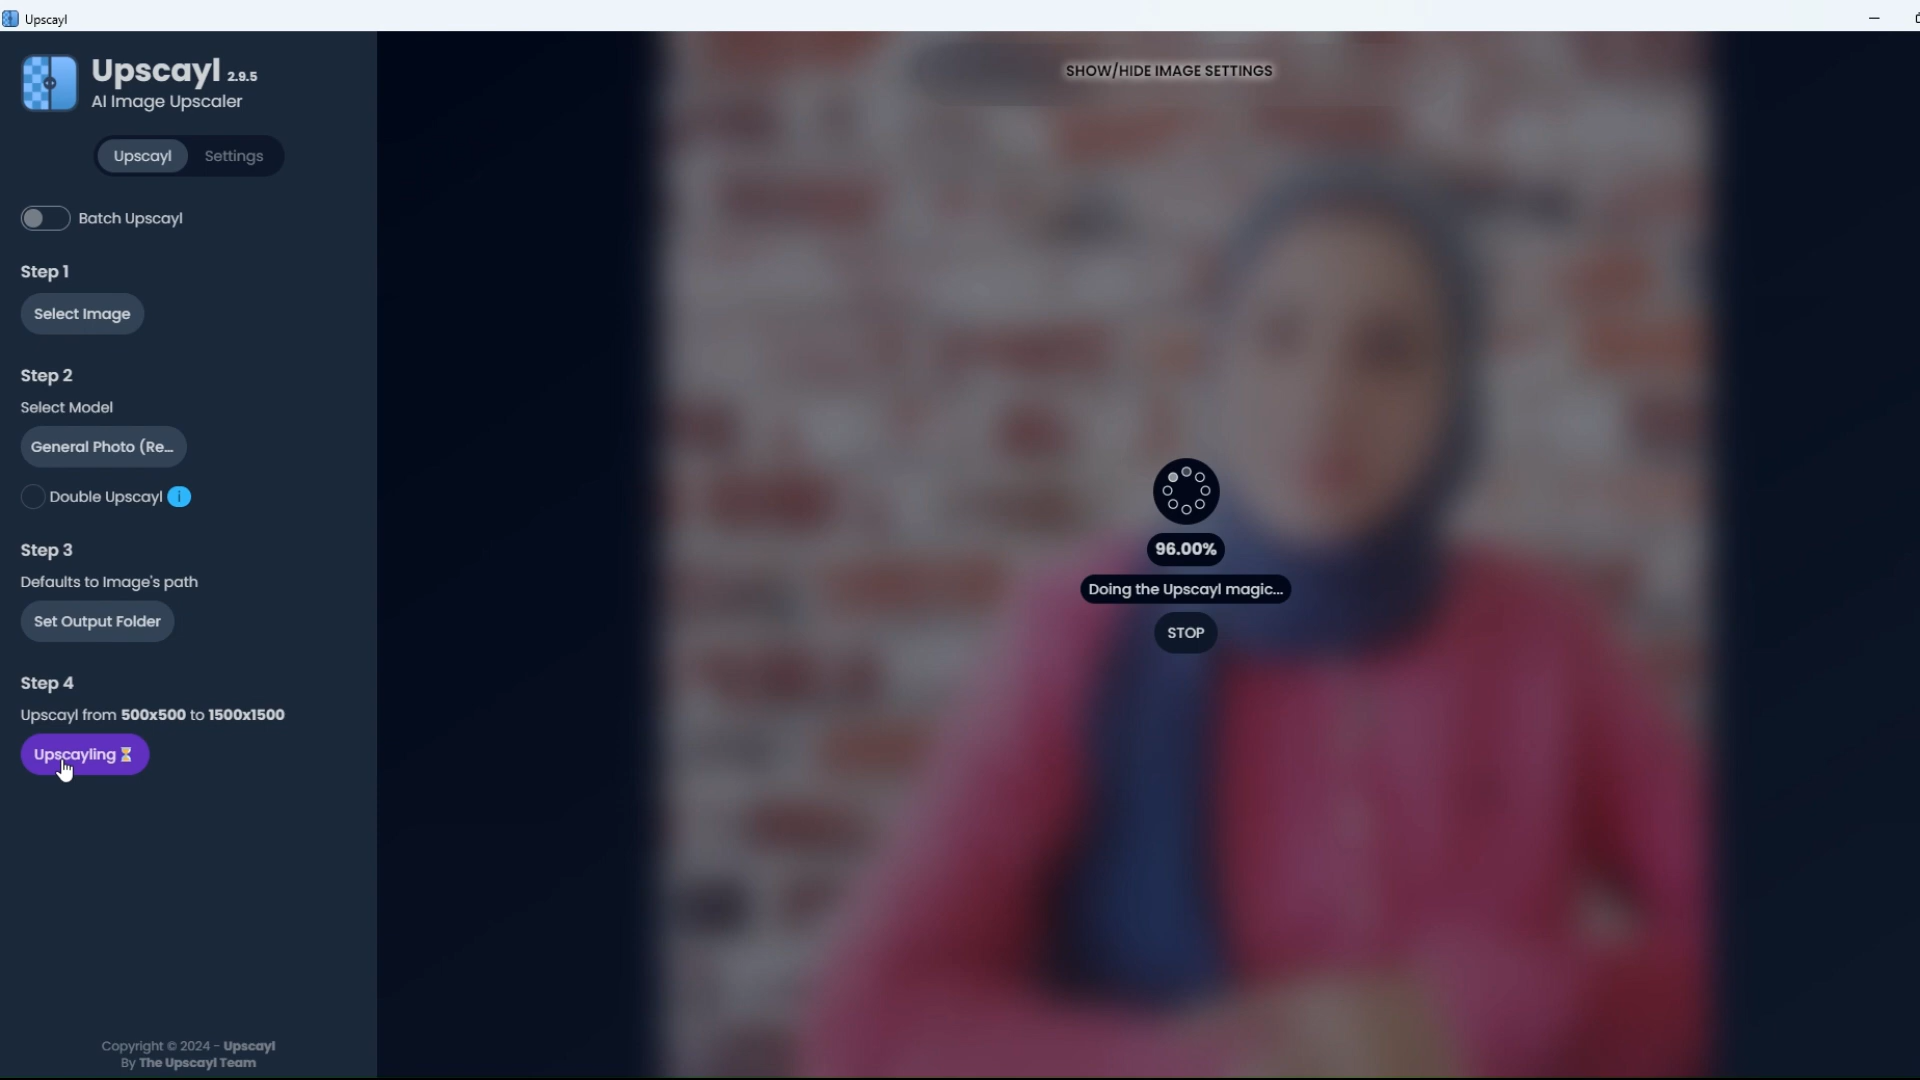 Upscayl
Upscayl 2.9.5
AI Image Upscaler
Upscayl Settings
Batch Upscayl
Step 1
Select Image
Step 2
Select Model
General Photo (Re...
Double Upscayl i
Step 3
Defaults to Image's path
Set Output Folder
Step 4
Upscayl from 500x500 to 1500x1500
Upscayling ⏳
Copyright © 2024 - Upscayl
By The Upscayl Team
SHOW/HIDE IMAGE SETTINGS
96.00%
Doing the Upscayl magic...
STOP